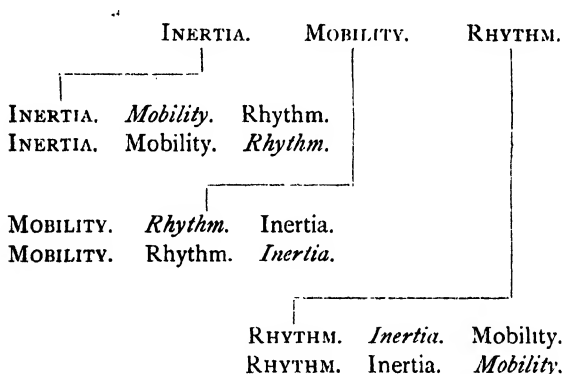 INERTIA. MOBILITY. RHYTHM.
INERTIA. Mobility. Rhythm.
INERTIA. Mobility. Rhythm.
MOBILITY. Rhythm. Inertia.
MOBILITY. Rhythm. Inertia.
RHYTHM. Inertia. Mobility.
RHYTHM. Inertia. Mobility.